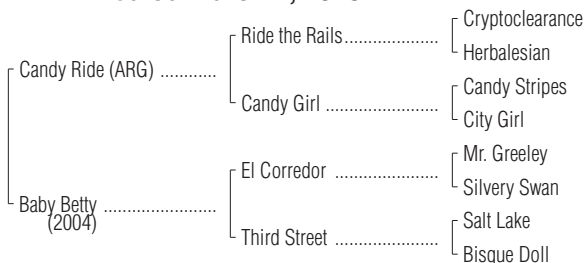 Cryptoclearance
Ride the Rails
Herbalesian
Candy Ride (ARG)
Candy Stripes
Candy Girl
City Girl
Mr. Greeley
El Corredor
Silvery Swan
Baby Betty
(2004)
Salt Lake
Third Street
Bisque Doll